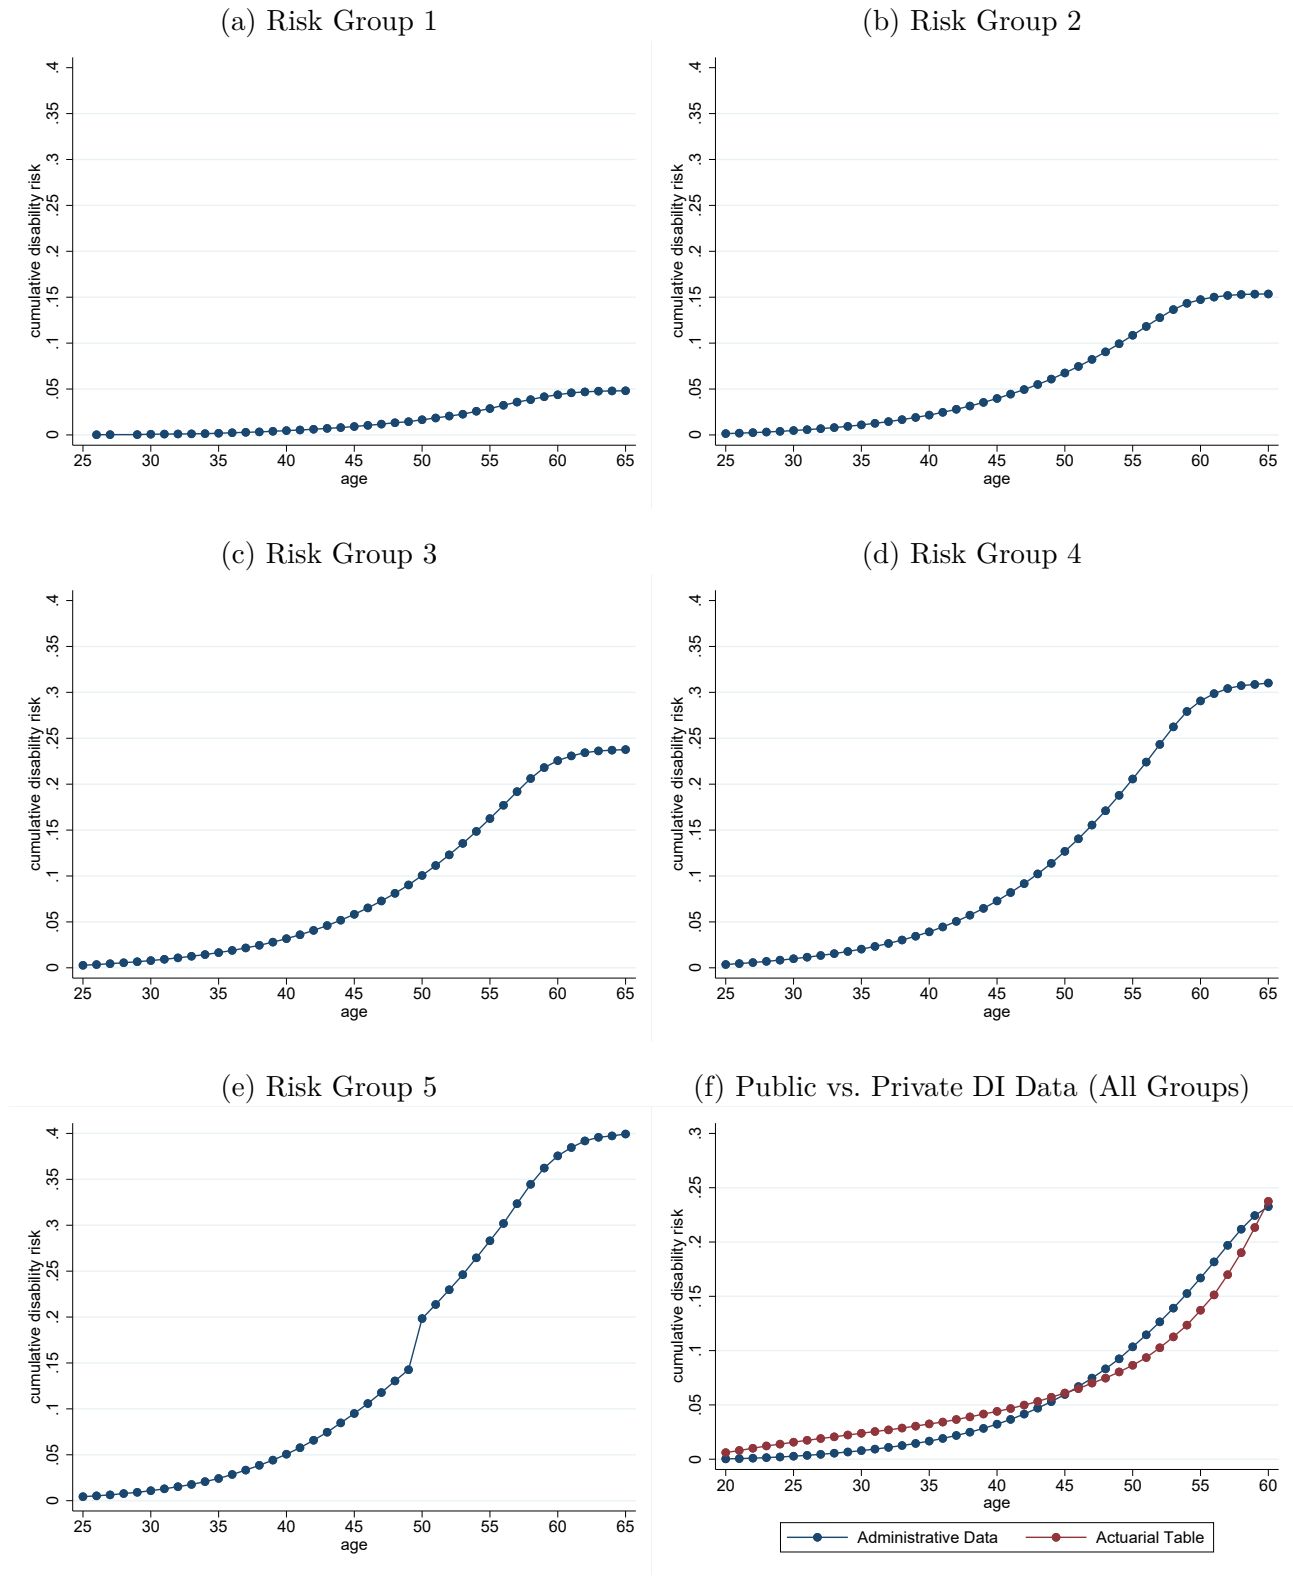 (a) Risk Group 1
cumulative disability risk
0 .05 .1 .15 .2 .25 .3 .35 .4
25 30 35 40 45 50 55 60 65
age
(b) Risk Group 2
cumulative disability risk
0 .05 .1 .15 .2 .25 .3 .35 .4
25 30 35 40 45 50 55 60 65
age
(c) Risk Group 3
cumulative disability risk
0 .05 .1 .15 .2 .25 .3 .35 .4
25 30 35 40 45 50 55 60 65
age
(d) Risk Group 4
cumulative disability risk
0 .05 .1 .15 .2 .25 .3 .35 .4
25 30 35 40 45 50 55 60 65
age
(e) Risk Group 5
cumulative disability risk
0 .05 .1 .15 .2 .25 .3 .35 .4
25 30 35 40 45 50 55 60 65
age
(f) Public vs. Private DI Data (All Groups)
cumulative disability risk
0 .05 .1 .15 .2 .25 .3
20 25 30 35 40 45 50 55 60
age
Administrative Data Actuarial Table